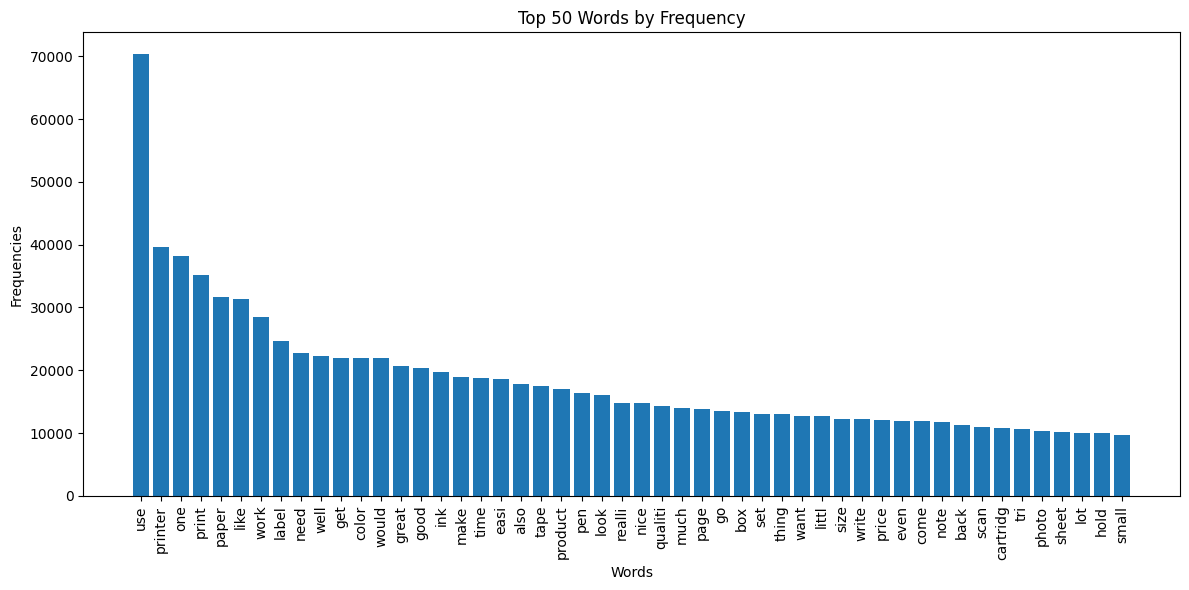 Top 50 Words by Frequency
Frequencies
70000
60000
50000
40000
30000
20000
10000
0
use printer one print paper like work label need well get color would great good ink make time easi also tape product pen look realli nice qualiti much page go box set thing want littl size write price even come note back scan cartridg tri photo sheet lot hold small
Words